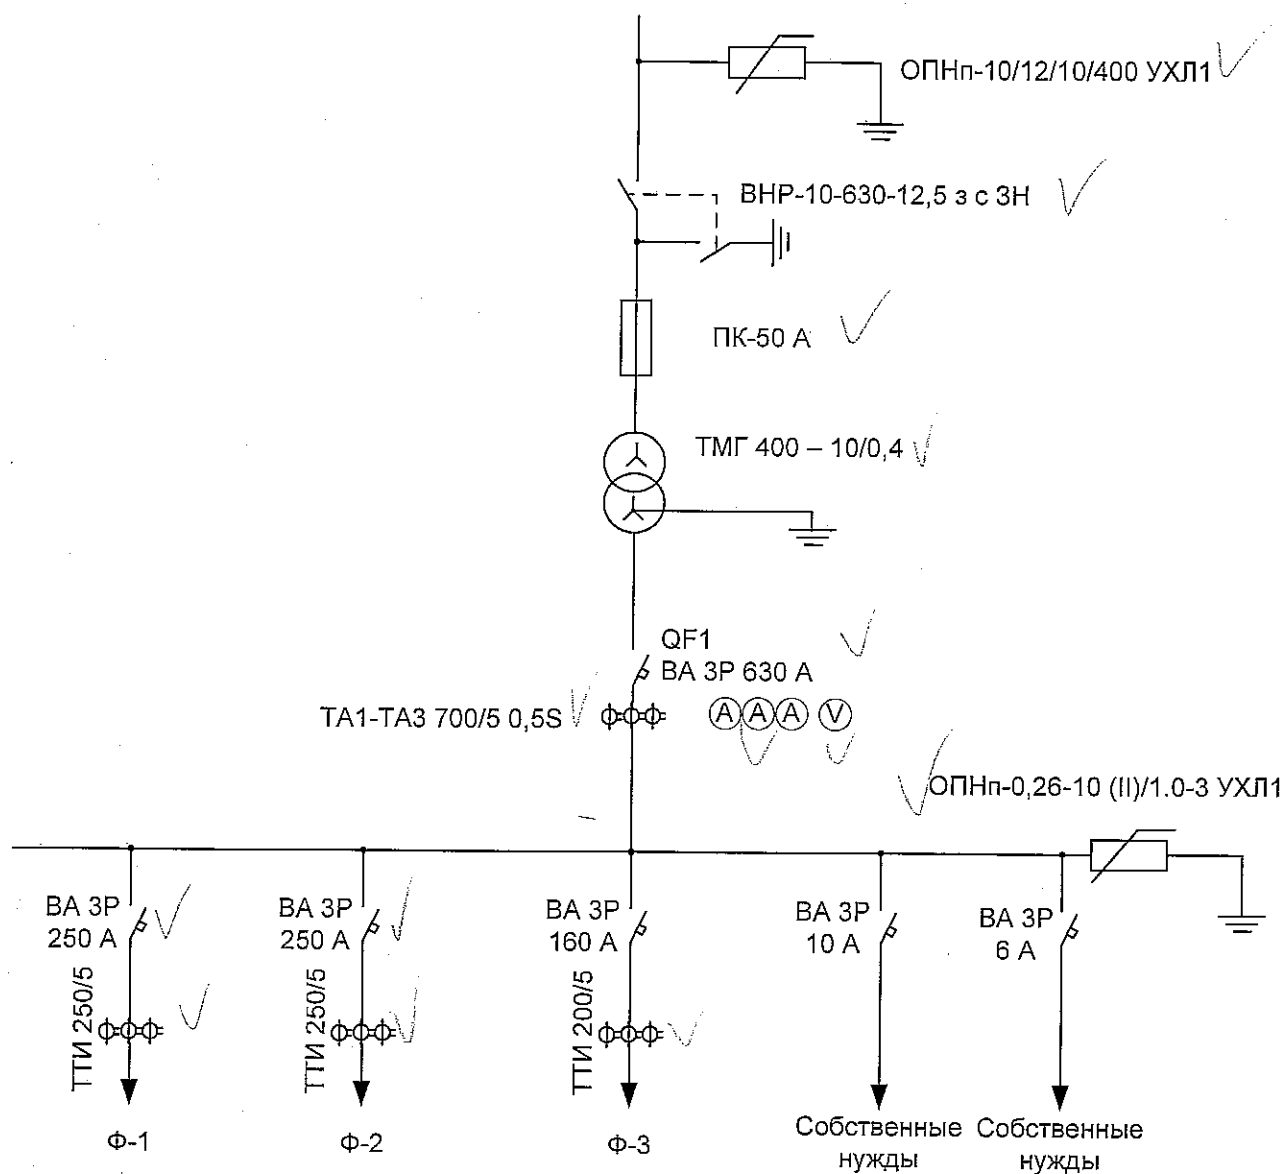 ОПНп-10/12/10/400 УХЛ1
ВНР-10-630-12,5 з с ЗН
ПК-50 А
ТМГ 400 – 10/0,4
QF1
ВА 3Р 630 А
ТА1-ТА3 700/5 0,5S
А А А V
ОПНп-0,26-10 (II)/1.0-3 УХЛ1
ВА 3Р
250 А
ВА 3Р
250 А
ВА 3Р
160 А
ВА 3Р
10 А
ВА 3Р
6 А
ТТИ 250/5
ТТИ 250/5
ТТИ 200/5
Ф-1
Ф-2
Ф-3
Собственные
нужды
Собственные
нужды